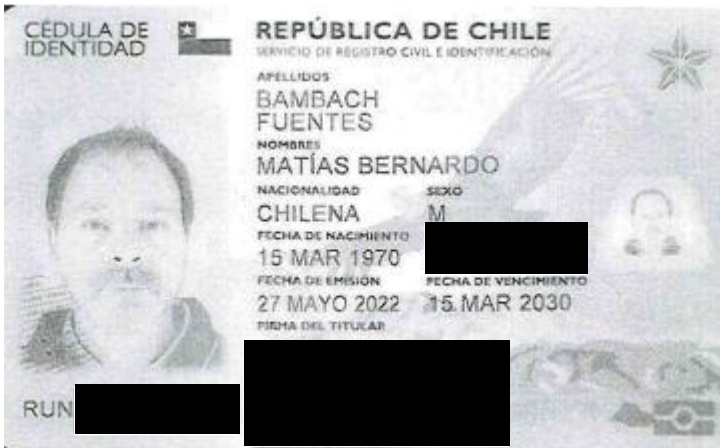 CÉDULA DE
IDENTIDAD
REPÚBLICA DE CHILE
SERVICIO DE REGISTRO CIVIL E IDENTIFICACIÓN
APELLIDOS
BAMBACH
FUENTES
NOMBRES
MATÍAS BERNARDO
NACIONALIDAD SEXO
CHILENA M
FECHA DE NACIMIENTO
15 MAR 1970
FECHA DE EMISIÓN FECHA DE VENCIMIENTO
27 MAYO 2022 15 MAR 2030
FIRMA DEL TITULAR
RUN